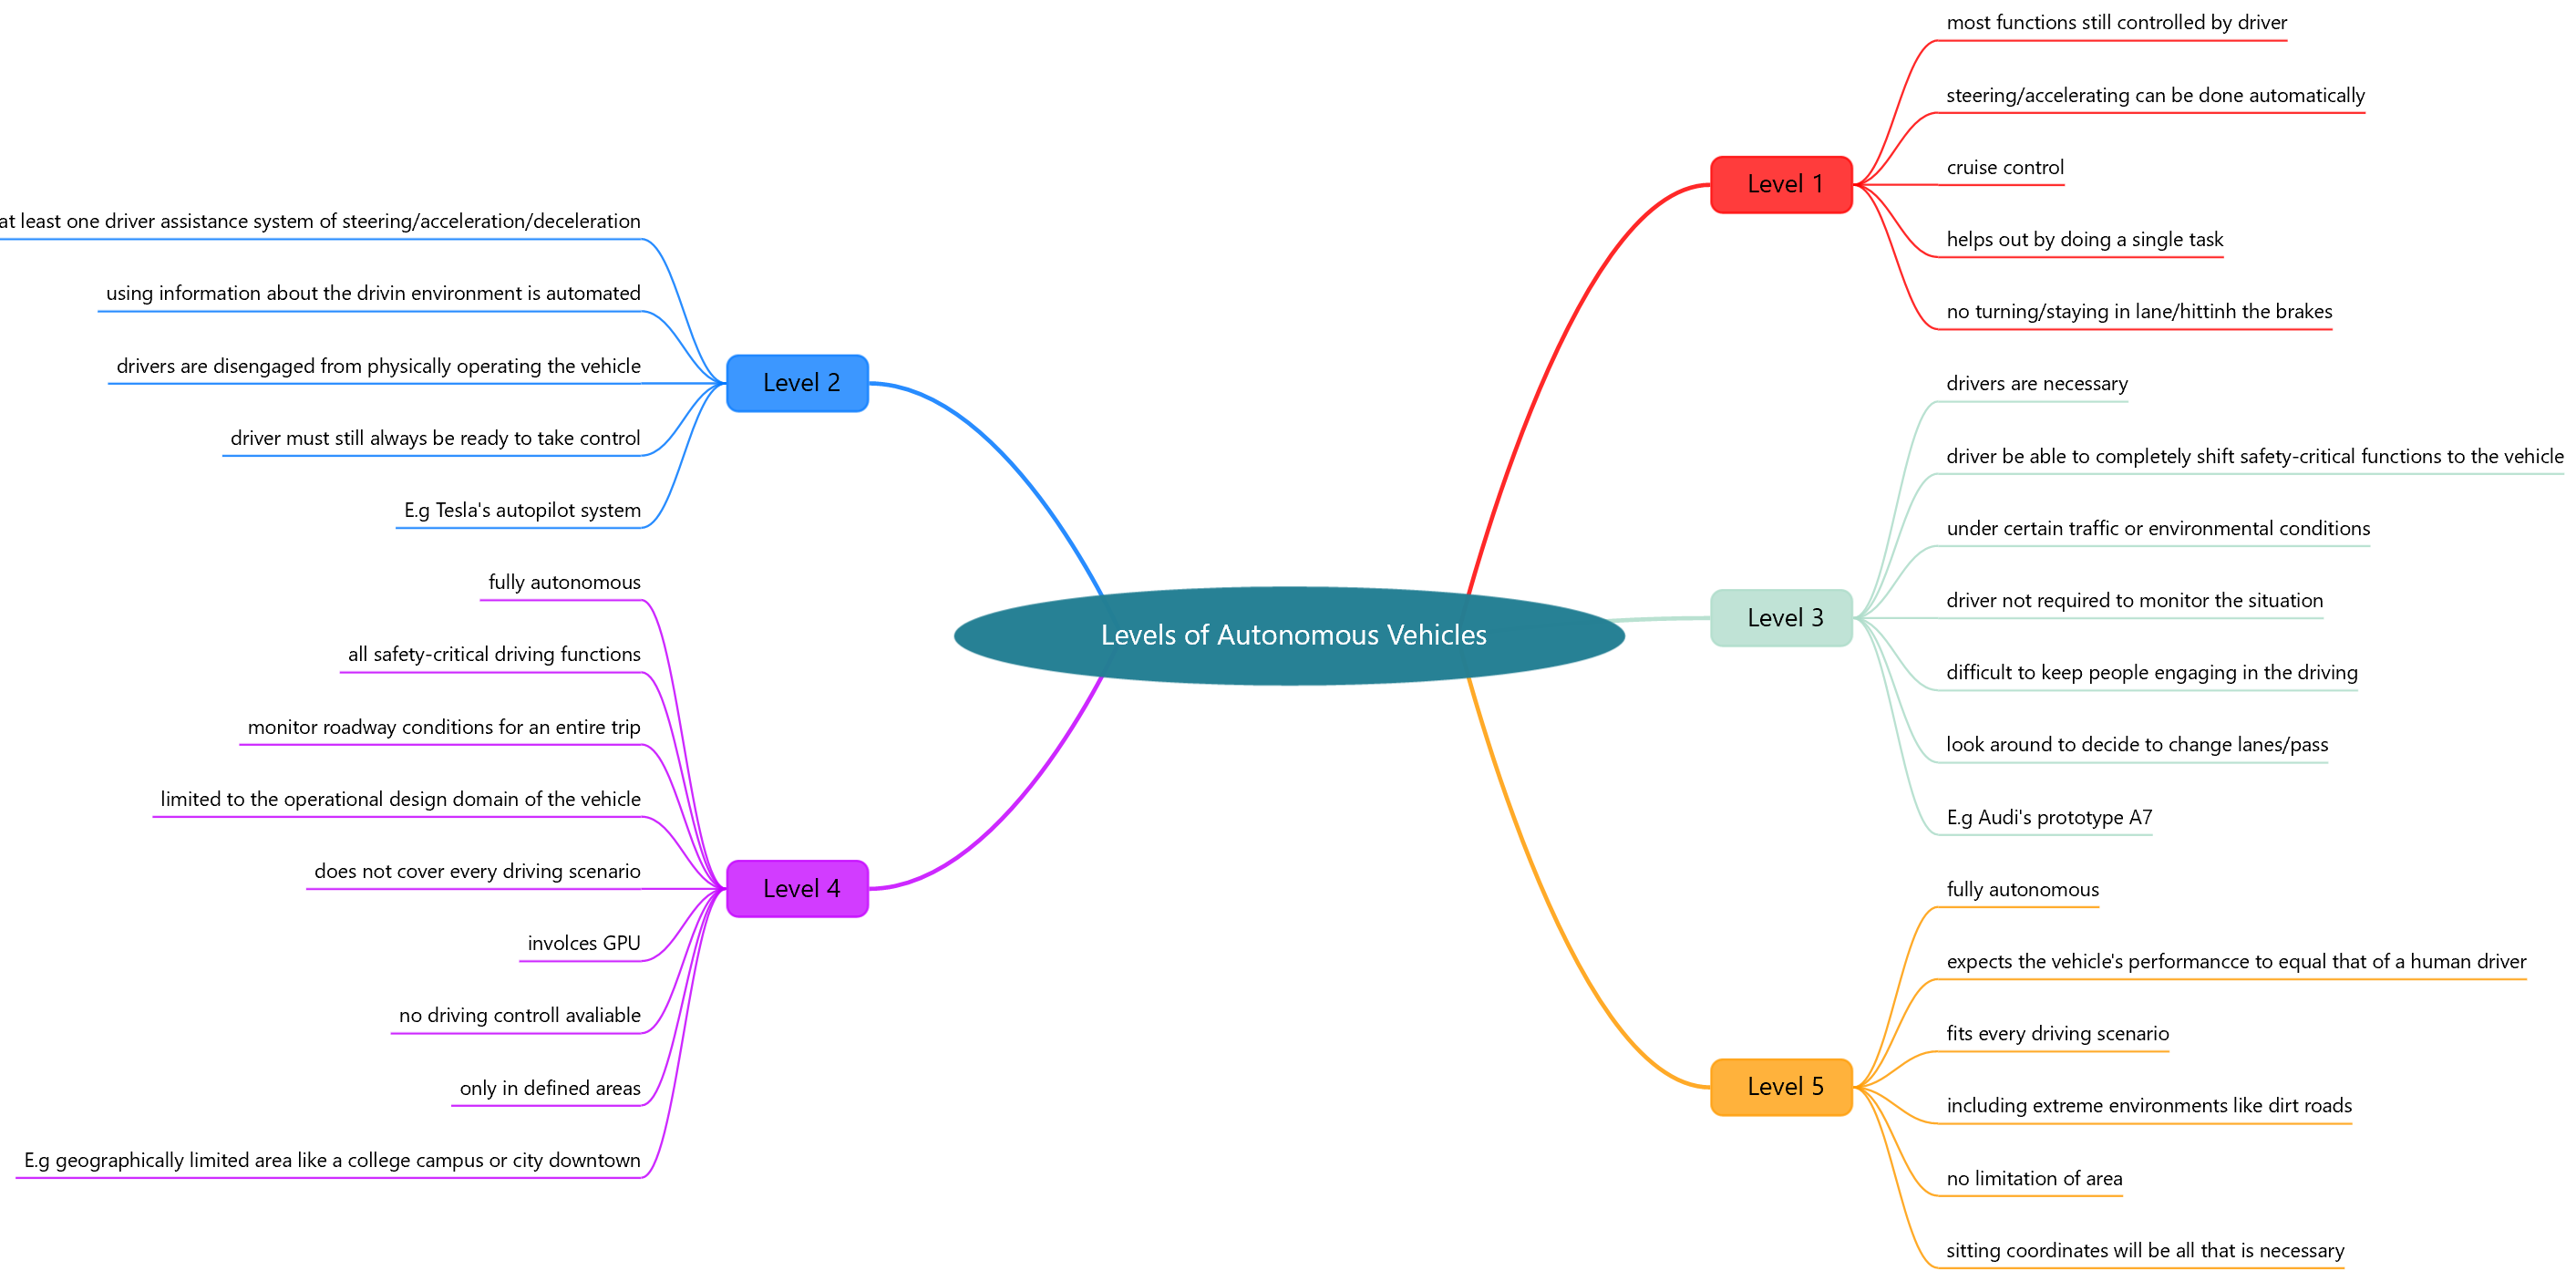 Levels of Autonomous Vehicles
Level 1
most functions still controlled by driver
steering/accelerating can be done automatically
cruise control
helps out by doing a single task
no turning/staying in lane/hittinh the brakes
Level 2
at least one driver assistance system of steering/acceleration/deceleration
using information about the drivin environment is automated
drivers are disengaged from physically operating the vehicle
driver must still always be ready to take control
E.g Tesla's autopilot system
Level 3
drivers are necessary
driver be able to completely shift safety-critical functions to the vehicle
under certain traffic or environmental conditions
driver not required to monitor the situation
difficult to keep people engaging in the driving
look around to decide to change lanes/pass
E.g Audi's prototype A7
Level 4
fully autonomous
all safety-critical driving functions
monitor roadway conditions for an entire trip
limited to the operational design domain of the vehicle
does not cover every driving scenario
involces GPU
no driving controll avaliable
only in defined areas
E.g geographically limited area like a college campus or city downtown
Level 5
fully autonomous
expects the vehicle's performancce to equal that of a human driver
fits every driving scenario
including extreme environments like dirt roads
no limitation of area
sitting coordinates will be all that is necessary